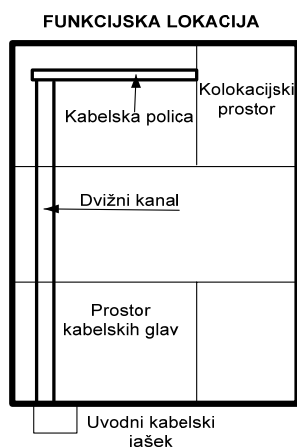 FUNKCIJSKA LOKACIJA
Kolokacijski
prostor
Kabelska polica
Dvižni kanal
Prostor
kabelskih glav
Uvodni kabelski
jašek